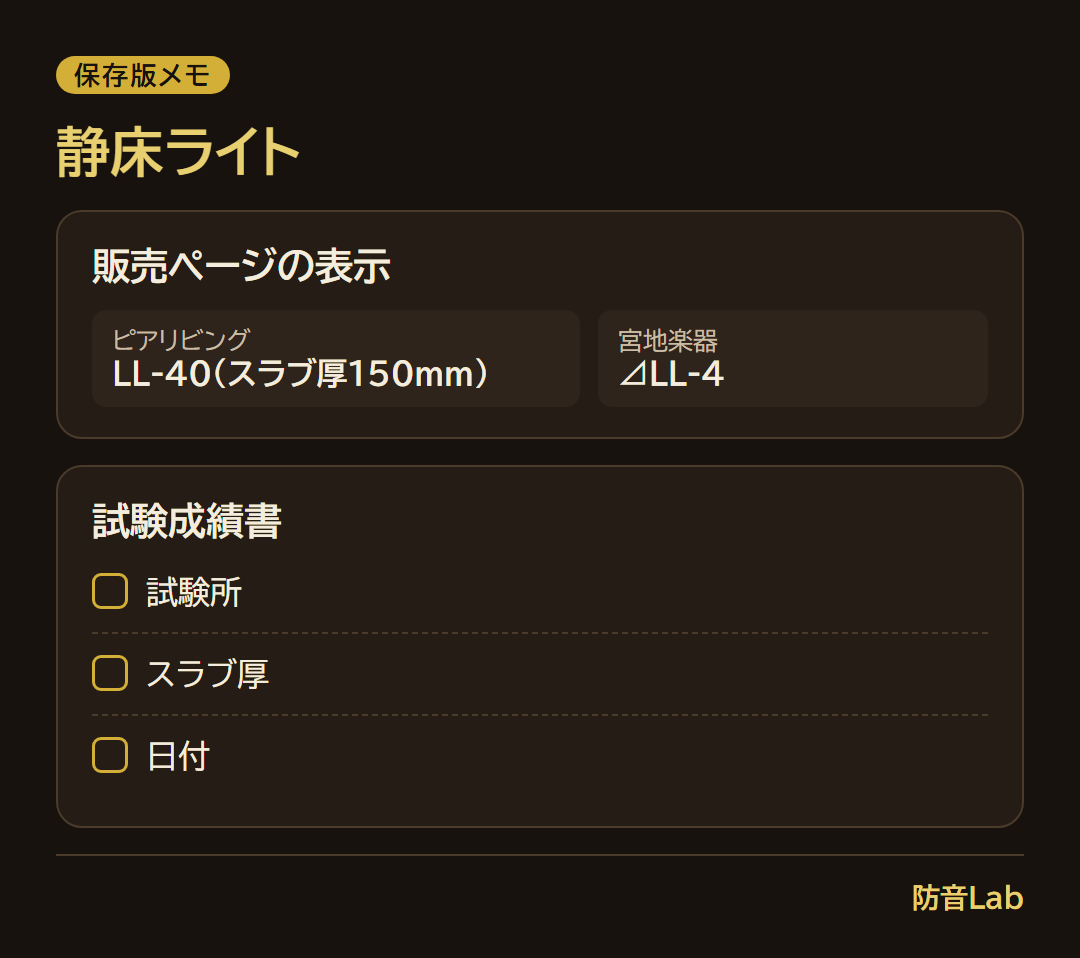 保存版メモ
静床ライト
販売ページの表示
ピアリビング
LL-40（スラブ厚150mm）
宮地楽器
⊿LL-4
試験成績書
試験所
スラブ厚
日付
防音Lab